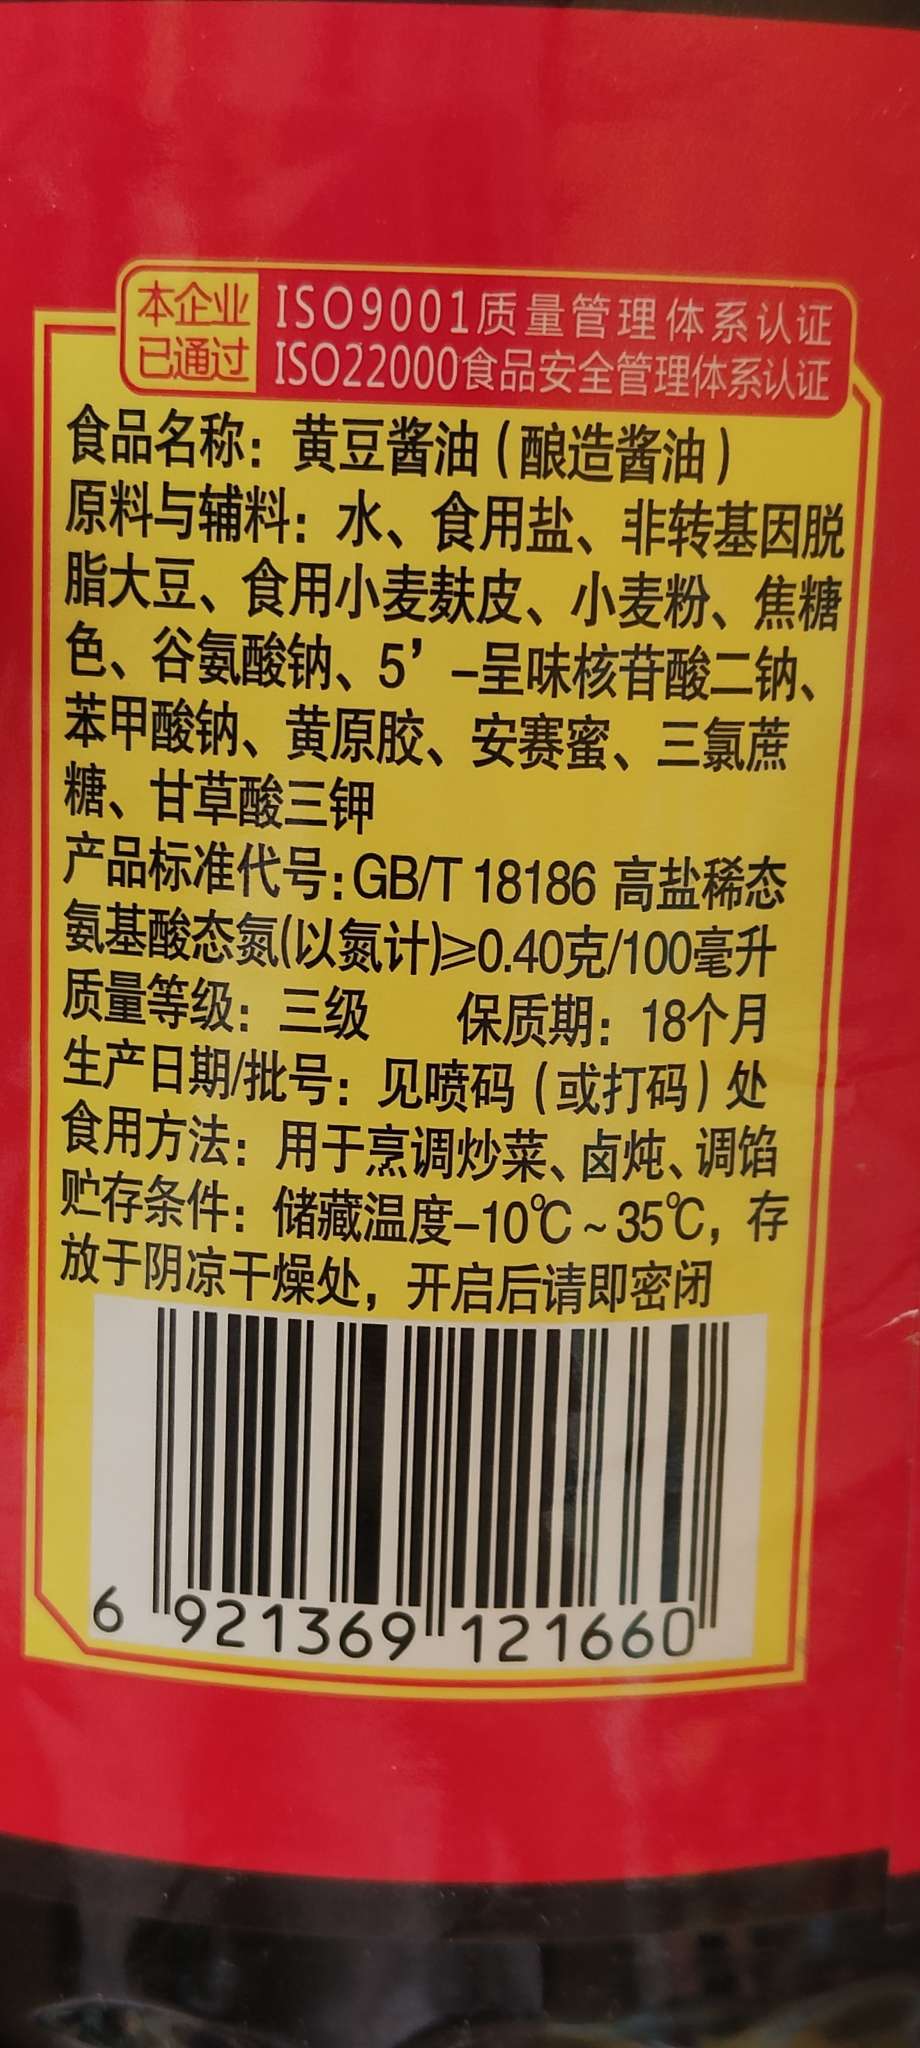 本企业
已通过
ISO9001质量管理体系认证
ISO22000食品安全管理体系认证
食品名称：黄豆酱油（酿造酱油）
原料与辅料：水、食用盐、非转基因脱
脂大豆、食用小麦麸皮、小麦粉、焦糖
色、谷氨酸钠、5’-呈味核苷酸二钠、
苯甲酸钠、黄原胶、安赛蜜、三氯蔗
糖、甘草酸三钾
产品标准代号：GB/T 18186 高盐稀态
氨基酸态氮(以氮计)≥0.40克/100毫升
质量等级：三级 保质期：18个月
生产日期/批号：见喷码（或打码）处
食用方法：用于烹调炒菜、卤炖、调馅
贮存条件：储藏温度-10℃~35℃，存
放于阴凉干燥处，开启后请即密闭
6 921369 121660